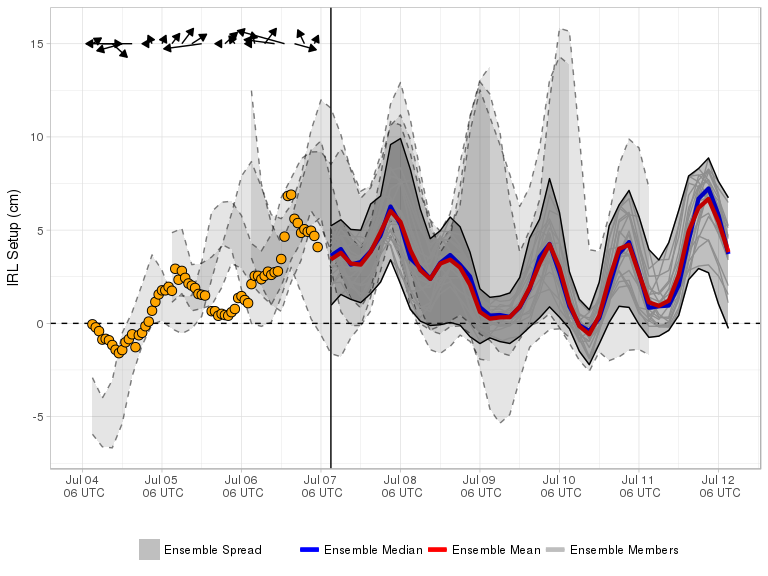 IRL Setup (cm)
15
10
5
0
-5
Jul 04 Jul 05 Jul 06 Jul 07 Jul 08 Jul 09 Jul 10 Jul 11 Jul 12
06 UTC 06 UTC 06 UTC 06 UTC 06 UTC 06 UTC 06 UTC 06 UTC 06 UTC
Ensemble Spread Ensemble Median Ensemble Mean Ensemble Members